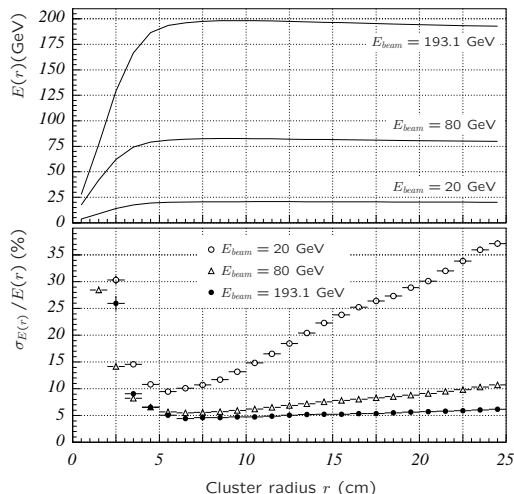 200
175
150
125
100
75
50
25
0
E(r)(GeV)
E_beam = 193.1 GeV
E_beam = 80 GeV
E_beam = 20 GeV
35
30
25
20
15
10
5
0
σ_E(r)/E(r) (%)
E_beam = 20 GeV
E_beam = 80 GeV
E_beam = 193.1 GeV
0 5 10 15 20 25
Cluster radius r (cm)